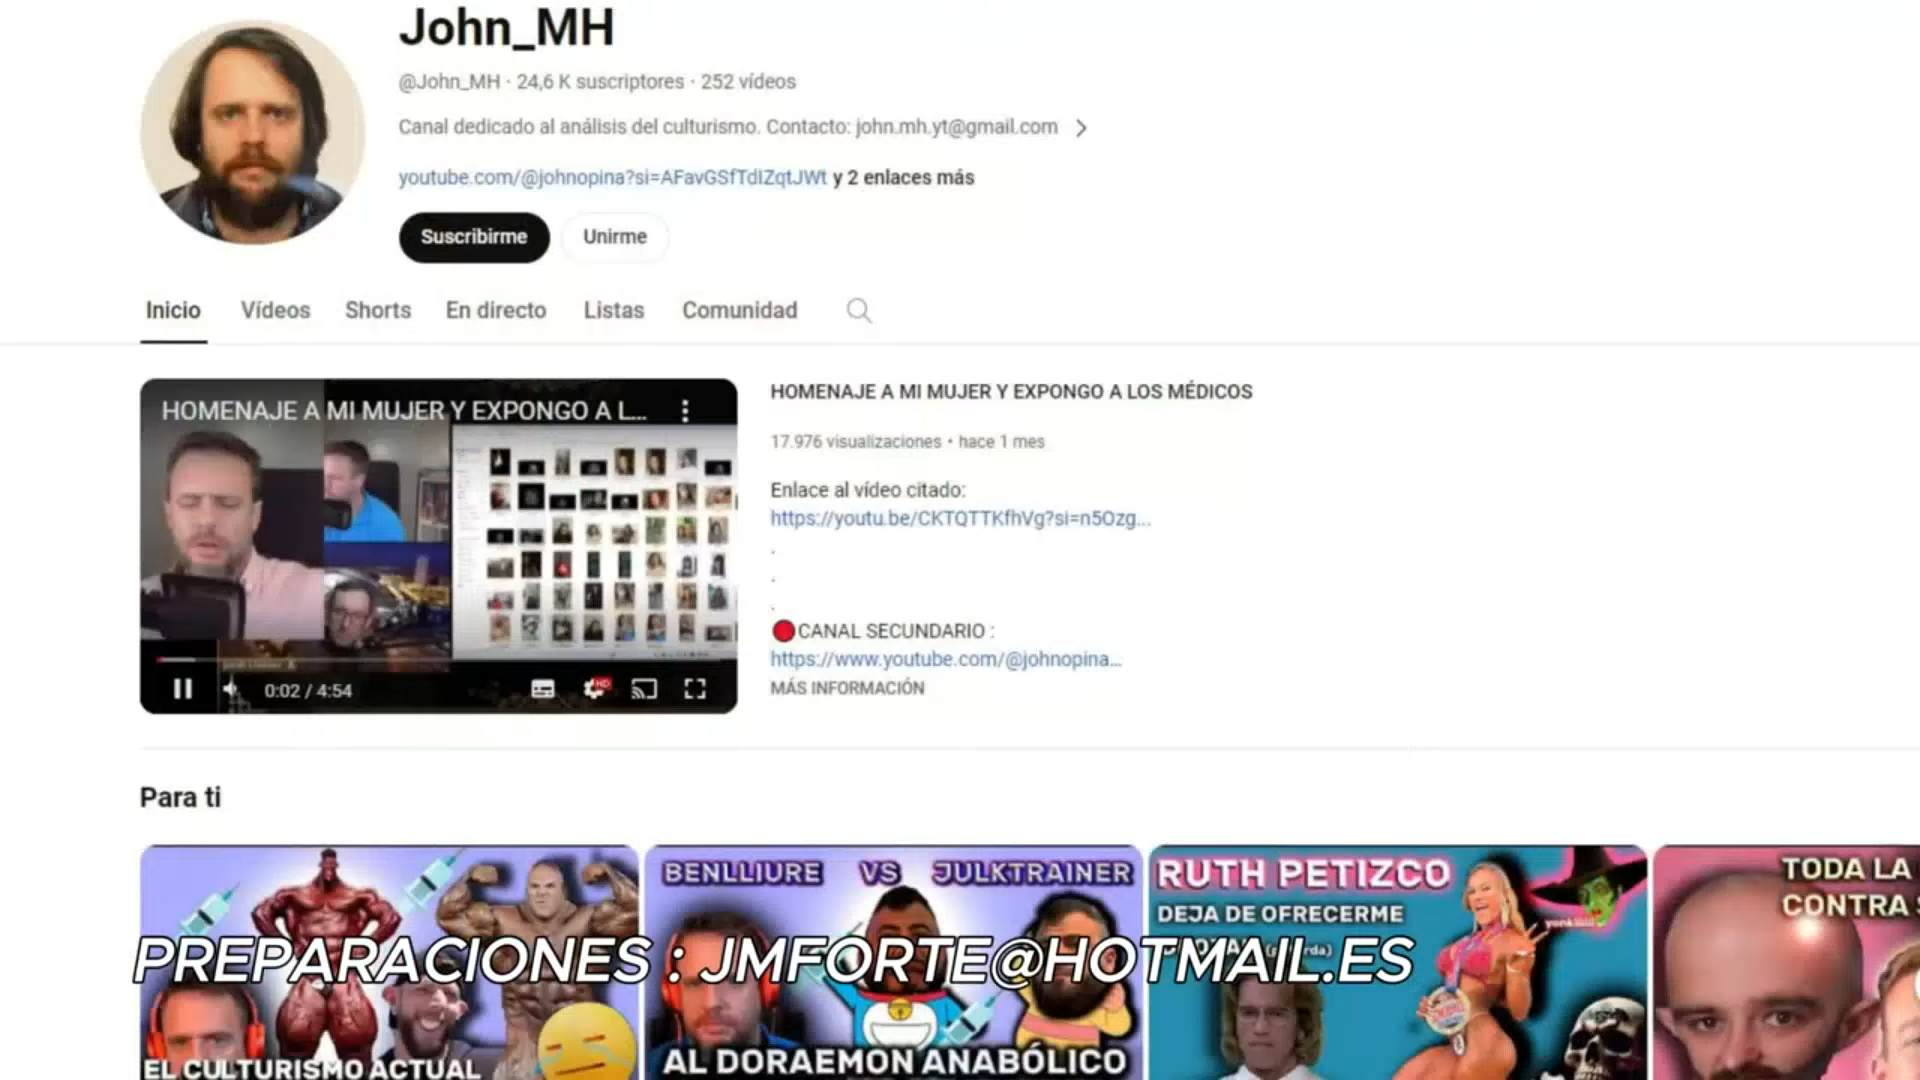 John_MH
@John_MH · 24,6 K suscriptores · 252 vídeos
Canal dedicado al análisis del culturismo. Contacto: john.mh.yt@gmail.com
youtube.com/@johnopina?si=AFavGSfTdIZqtJWt y 2 enlaces más
Suscribirme
Unirme
Inicio
Vídeos
Shorts
En directo
Listas
Comunidad
HOMENAJE A MI MUJER Y EXPONGO A L...
0:02 / 4:54
HD
HOMENAJE A MI MUJER Y EXPONGO A LOS MÉDICOS
17.976 visualizaciones • hace 1 mes
Enlace al vídeo citado:
https://youtu.be/CKTQTTKfhVg?si=n5Ozg...
.
.
.
CANAL SECUNDARIO :
https://www.youtube.com/@johnopina...
MÁS INFORMACIÓN
Para ti
EL CULTURISMO ACTUAL
BENLLIURE VS JULKTRAINER
AL DORAEMON ANABÓLICO
RUTH PETIZCO
DEJA DE OFRECERME
TODA LA
CONTRA
PREPARACIONES : JMFORTE@HOTMAIL.ES